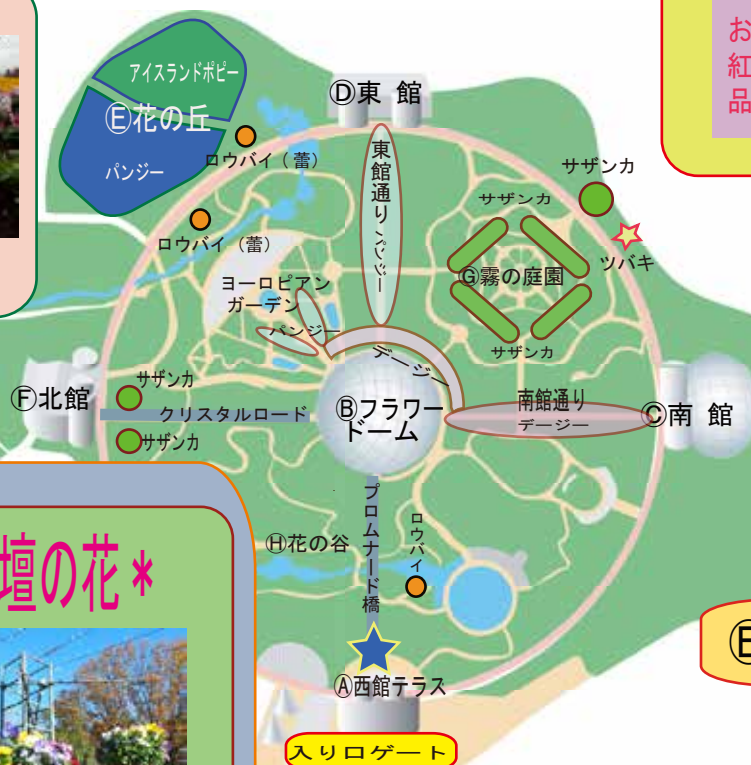 お
紅
品
アイスランドポピー
Ⓔ花の丘
パンジー
ロウバイ（蕾）
ロウバイ（蕾）
Ⓓ東 館
東館通り パンジー
サザンカ
サザンカ
ツバキ
Ⓖ霧の庭園
サザンカ
ヨーロピアン
ガーデン
パンジー
デージー
サザンカ
Ⓕ北館
クリスタルロード
サザンカ
Ⓑフラワー
ドーム
南館通り
デージー
Ⓒ南 館
Ⓗ花の谷
プロムナード橋
ロウバイ
壇の花*
Ⓐ西館テラス
入り口ゲート